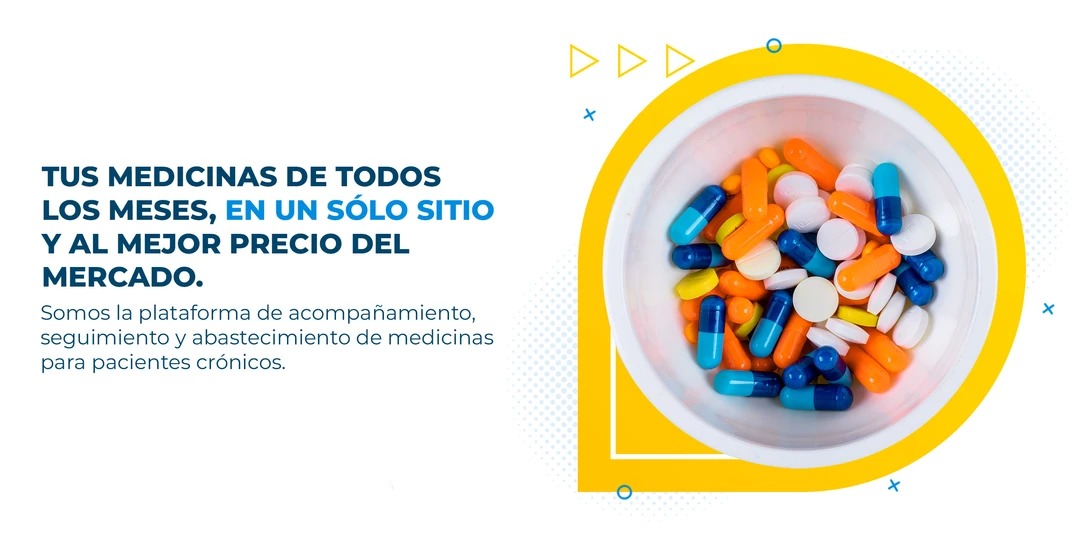 TUS MEDICINAS DE TODOS
LOS MESES, EN UN SÓLO SITIO
Y AL MEJOR PRECIO DEL
MERCADO.
Somos la plataforma de acompañamiento,
seguimiento y abastecimiento de medicinas
para pacientes crónicos.